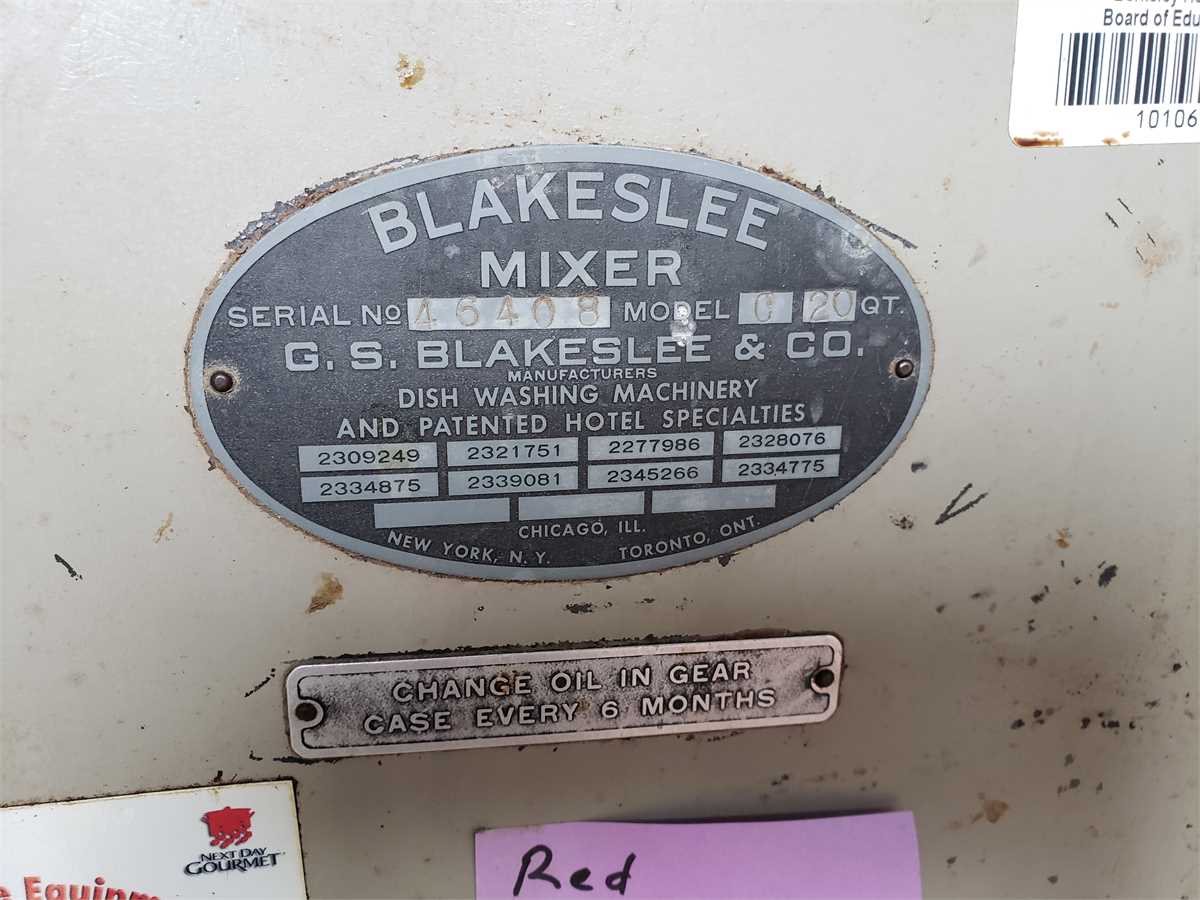 Board of Edu
10106
BLAKESLEE
MIXER
SERIAL NO 46408 MODEL C 20 QT.
G. S. BLAKESLEE & CO.
MANUFACTURERS
DISH WASHING MACHINERY
AND PATENTED HOTEL SPECIALTIES
2309249 2321751 2277986 2328076
2334875 2339081 2345266 2334775
CHICAGO, ILL.
NEW YORK, N.Y. TORONTO, ONT.
CHANGE OIL IN GEAR
CASE EVERY 6 MONTHS
NEXT DAY
GOURMET
e Equipm
Red